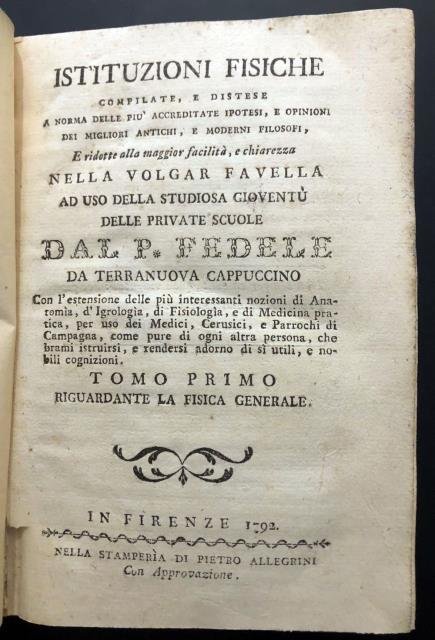 ISTITUZIONI FISICHE
COMPILATE, E DISTESE
A NORMA DELLE PIU' ACCREDITATE IPOTESI, E OPINIONI
DEI MIGLIORI ANTICHI, E MODERNI FILOSOFI,
E ridotte alla maggior facilità, e chiarezza
NELLA VOLGAR FAVELLA
AD USO DELLA STUDIOSA GIOVENTÙ
DELLE PRIVATE SCUOLE
DAL P. FEDELE
DA TERRANUOVA CAPPUCCINO
Con l'estensione delle più interessanti nozioni di Ana-
tomìa, d'Igrologìa, di Fisiologìa, e di Medicina pra-
tica, per uso dei Medici, Cerusici, e Parrochi di
Campagna, come pure di ogni altra persona, che
brami istruirsi, e rendersi adorno di sì utili, e no-
bili cognizioni.
TOMO PRIMO
RIGUARDANTE LA FISICA GENERALE.
IN FIRENZE 1792.
NELLA STAMPERÌA DI PIETRO ALLEGRINI
Con Approvazione.